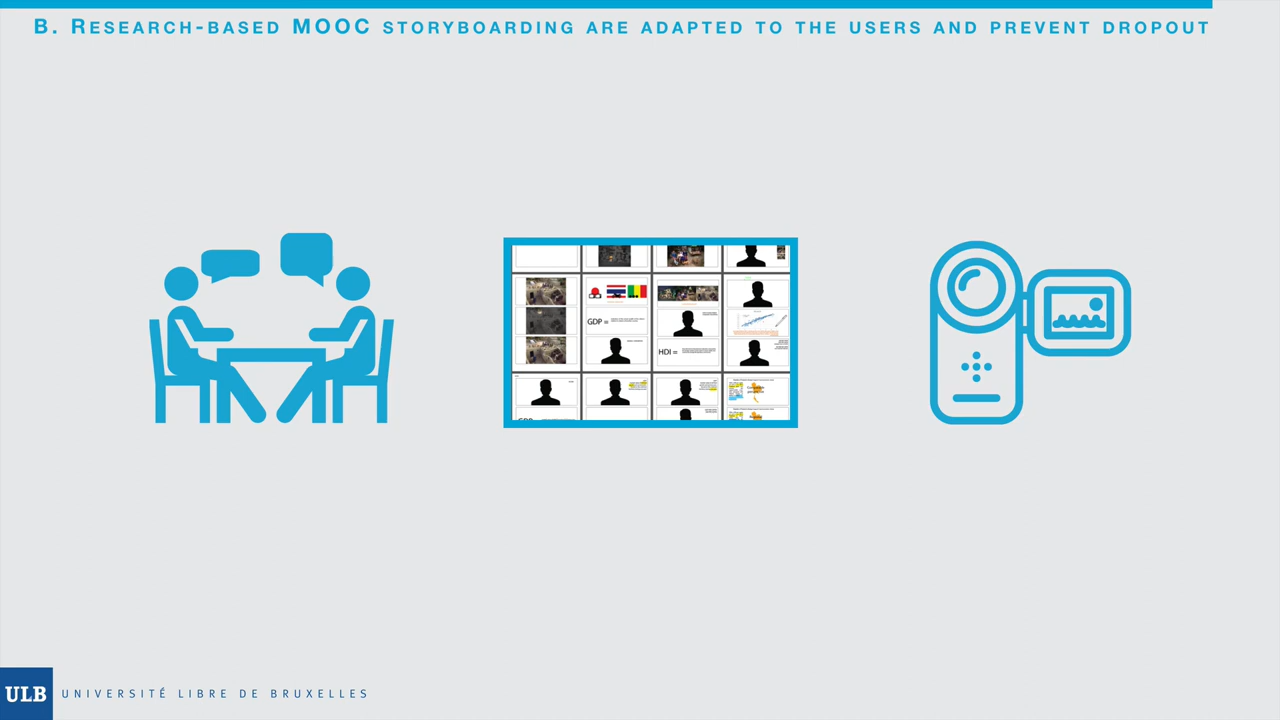 B. RESEARCH-BASED MOOC STORYBOARDING ARE ADAPTED TO THE USERS AND PREVENT DROPOUT
GDP =
HDI =
ULB UNIVERSITÉ LIBRE DE BRUXELLES